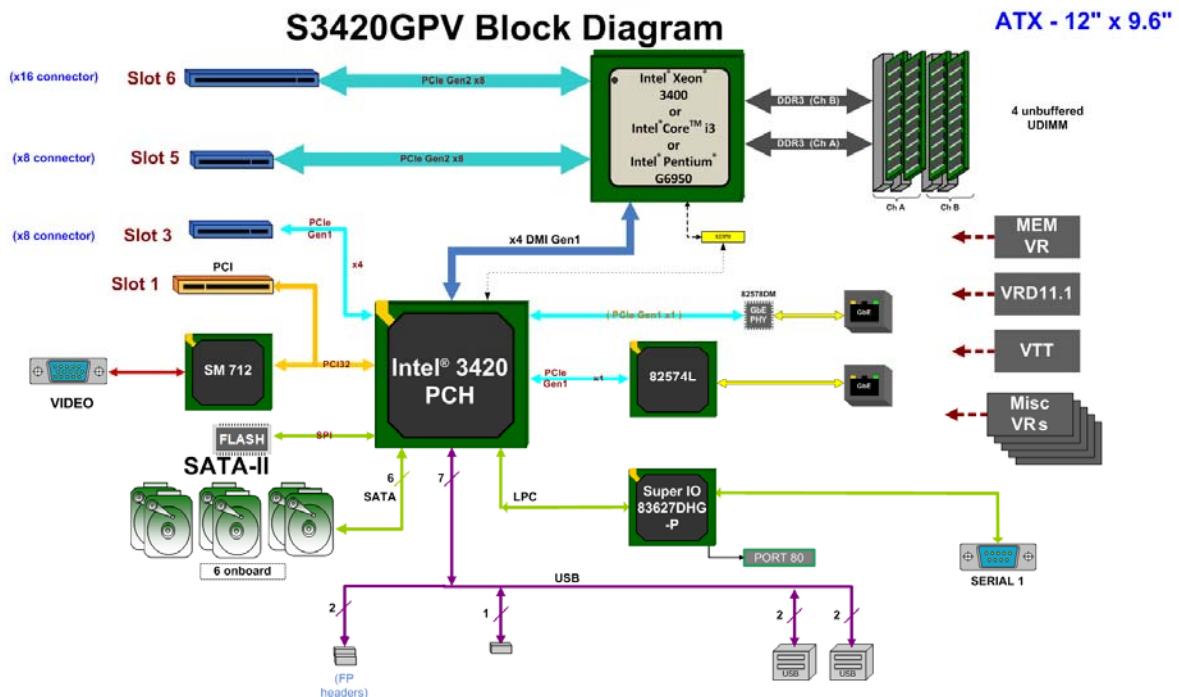 S3420GPV Block Diagram
ATX - 12" x 9.6"
(x16 connector)
Slot 6
PCIe Gen2 x8
Intel® Xeon®
3400
or
Intel®Core™ i3
or
Intel® Pentium®
G6950
DDR3 (Ch B)
DDR3 (Ch A)
4 unbuffered
UDIMM
(x8 connector)
Slot 5
PCIe Gen2 x8
Ch A
Ch B
(x8 connector)
Slot 3
PCIe
Gen1
x4
x4 DMI Gen1
MEM
VR
Slot 1
PCI
VRD11.1
82578DM
GbE
PHY
( PCIe Gen1 x1 )
GbE
VTT
VIDEO
SM 712
PCI32
Intel® 3420
PCH
PCIe
Gen1
x1
82574L
GbE
Misc
VRs
FLASH
SPI
SATA-II
6
SATA
7
LPC
Super IO
83627DHG
-P
PORT 80
SERIAL 1
6 onboard
USB
2
1
2
2
USB
USB
(FP
headers)